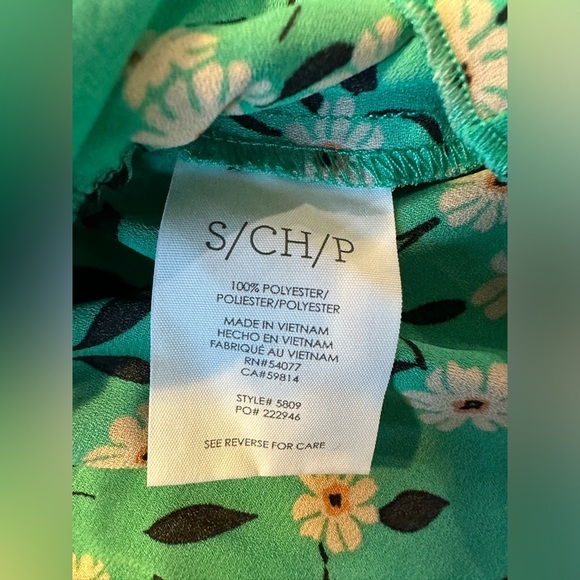 S/CH/P
100% POLYESTER/
POLIESTER/POLYESTER
MADE IN VIETNAM
HECHO EN VIETNAM
FABRIQUÉ AU VIETNAM
RN#54077
CA#59814
STYLE# 5809
PO# 222946
SEE REVERSE FOR CARE